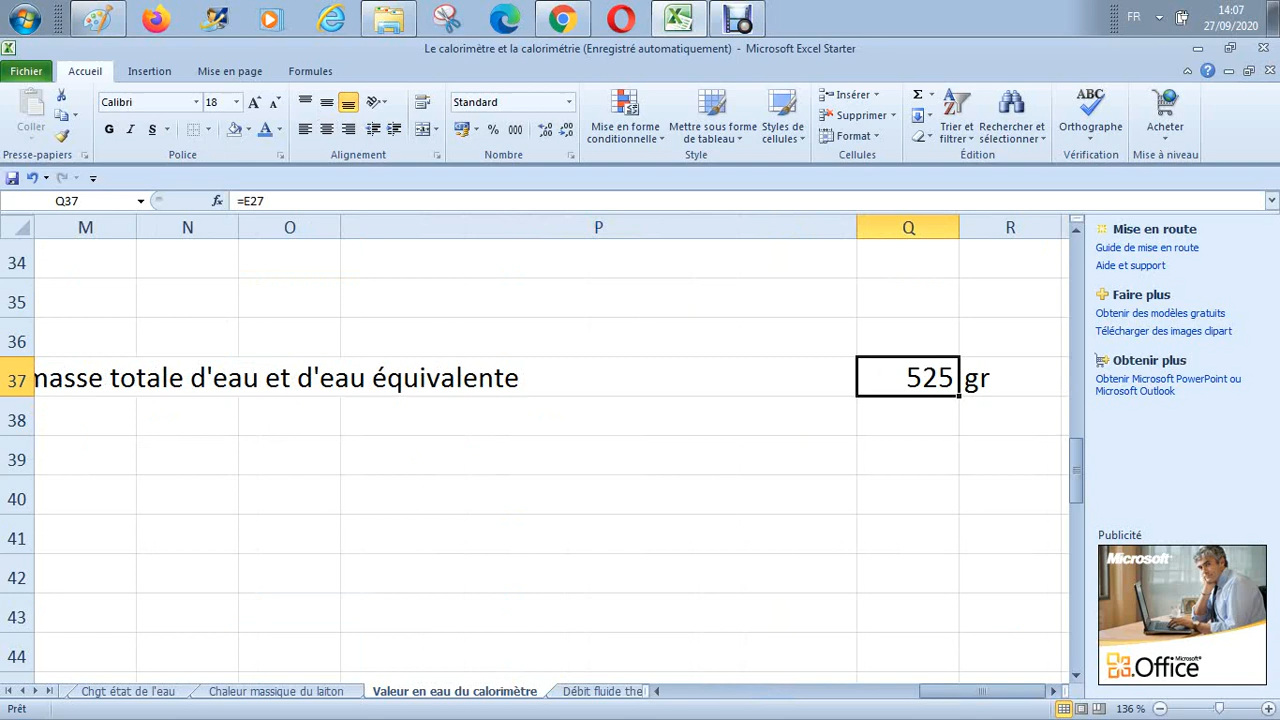 FR
14:07
27/09/2020
Le calorimètre et la calorimétrie (Enregistré automatiquement) - Microsoft Excel Starter
Fichier Accueil Insertion Mise en page Formules
Coller
Presse-papiers
Calibri 18
G I S
Police
Alignement
Standard
% 000
Nombre
Mise en forme conditionnelle
Mettre sous forme de tableau
Styles de cellules
Style
Insérer
Supprimer
Format
Cellules
Σ
Trier et filtrer
Rechercher et sélectionner
Édition
ABC
Orthographe
Vérification
Acheter
Mise à niveau
Q37 fx =E27
M N O P Q R
34
35
36
37 masse totale d'eau et d'eau équivalente 525 gr
38
39
40
41
42
43
44
Mise en route
Guide de mise en route
Aide et support
Faire plus
Obtenir des modèles gratuits
Télécharger des images clipart
Obtenir plus
Obtenir Microsoft PowerPoint ou
Microsoft Outlook
Publicité
Microsoft
Office
Chgt état de l'eau Chaleur massique du laiton Valeur en eau du calorimètre Débit fluide the
Prêt
136 %